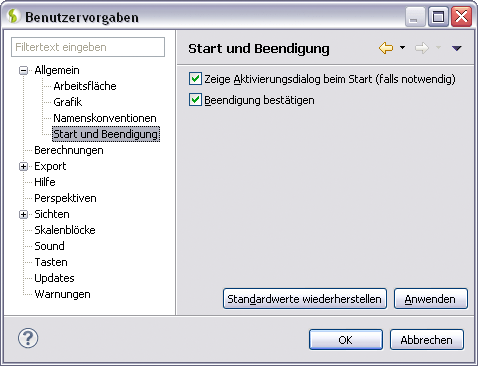 Benutzervorgaben
Filtertext eingeben
Allgemein
Arbeitsfläche
Grafik
Namenskonventionen
Start und Beendigung
Berechnungen
Export
Hilfe
Perspektiven
Sichten
Skalenblöcke
Sound
Tasten
Updates
Warnungen
Start und Beendigung
Zeige Aktivierungsdialog beim Start (falls notwendig)
Beendigung bestätigen
Standardwerte wiederherstellen
Anwenden
?
OK
Abbrechen